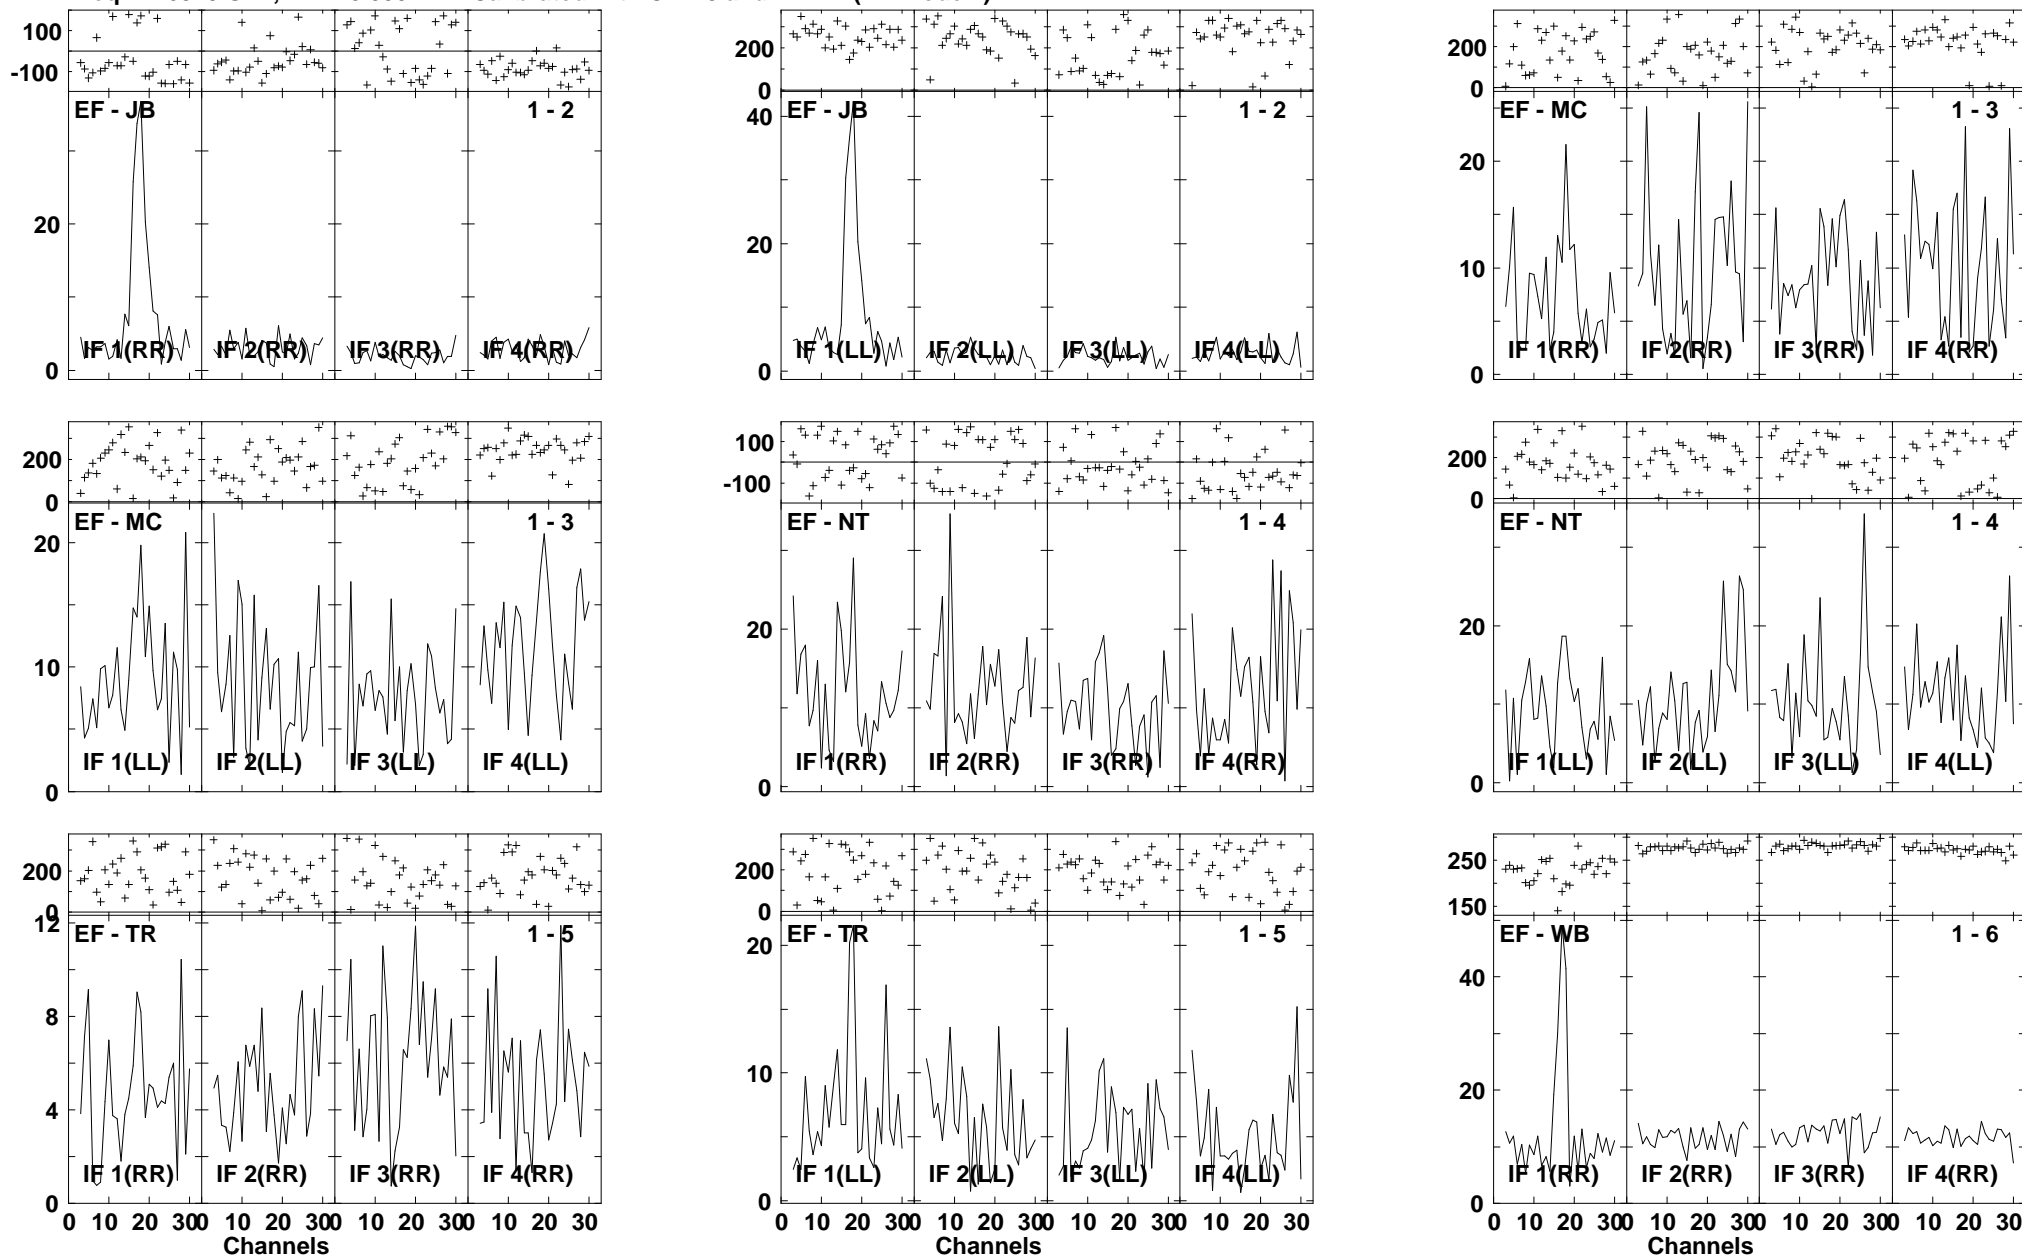 100
-100
EF - JB
1 - 2
20
0
IF 1(RR)
IF 2(RR)
IF 3(RR)
IF 4(RR)
200
0
EF - JB
1 - 2
40
20
0
IF 1(LL)
IF 2(LL)
IF 3(LL)
IF 4(LL)
200
0
EF - MC
1 - 3
20
10
0
IF 1(RR)
IF 2(RR)
IF 3(RR)
IF 4(RR)
200
0
EF - MC
1 - 3
20
10
0
IF 1(LL)
IF 2(LL)
IF 3(LL)
IF 4(LL)
100
-100
EF - NT
1 - 4
20
0
IF 1(RR)
IF 2(RR)
IF 3(RR)
IF 4(RR)
200
0
EF - NT
1 - 4
20
0
IF 1(LL)
IF 2(LL)
IF 3(LL)
IF 4(LL)
200
0
EF - TR
1 - 5
12
8
4
0
IF 1(RR)
IF 2(RR)
IF 3(RR)
IF 4(RR)
0 10 20 30 0 10 20 30 0 10 20 30 0 10 20 30
Channels
200
0
EF - TR
1 - 5
20
10
0
IF 1(LL)
IF 2(LL)
IF 3(LL)
IF 4(LL)
0 10 20 30 0 10 20 30 0 10 20 30 0 10 20 30
Channels
250
150
EF - WB
1 - 6
40
20
0
IF 1(RR)
IF 2(RR)
IF 3(RR)
IF 4(RR)
0 10 20 30 0 10 20 30 0 10 20 30 0 10 20 30
Channels